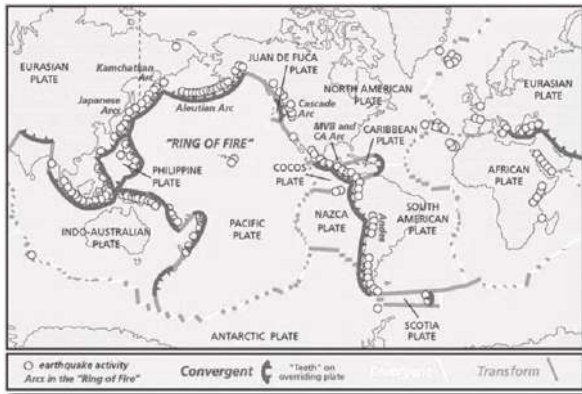 EURASIAN
PLATE
Kamchatkan
Arc
Japanese
Arcs
Aleutian Arc
JUAN DE FUCA
PLATE
NORTH AMERICAN
PLATE
Cascade
Arc
EURASIAN
PLATE
"RING OF FIRE"
MVB and
CA Arc
CARIBBEAN
PLATE
PHILIPPINE
PLATE
COCOS
PLATE
AFRICAN
PLATE
INDO-AUSTRALIAN
PLATE
PACIFIC
PLATE
NAZCA
PLATE
Andes
SOUTH
AMERICAN
PLATE
SCOTIA
PLATE
ANTARCTIC PLATE
earthquake activity
Arcs in the "Ring of Fire"
Convergent
"Teeth" on
overriding plate
Divergent
Transform